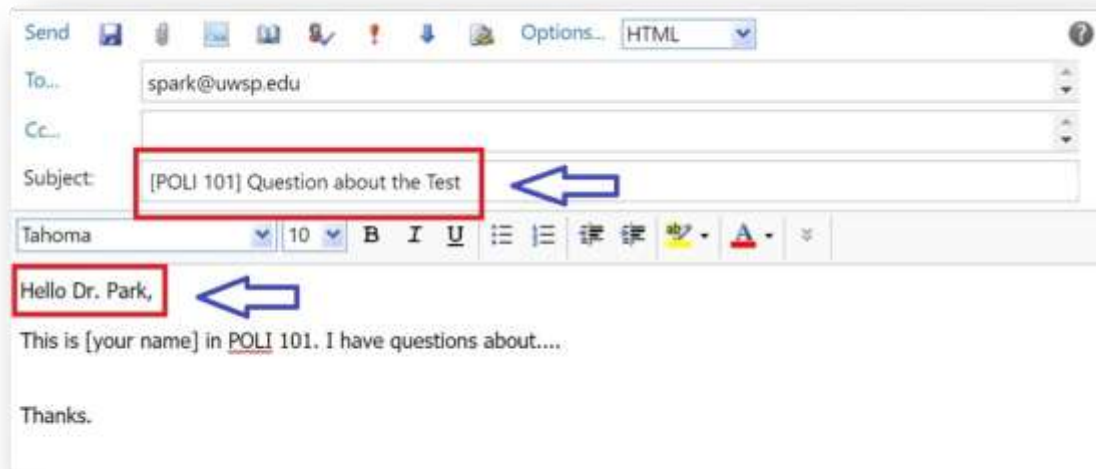 Send Options... HTML
To... spark@uwsp.edu
Cc...
Subject: [POLI 101] Question about the Test
Tahoma 10 B I U ab A
Hello Dr. Park,
This is [your name] in POLI 101. I have questions about....
Thanks.